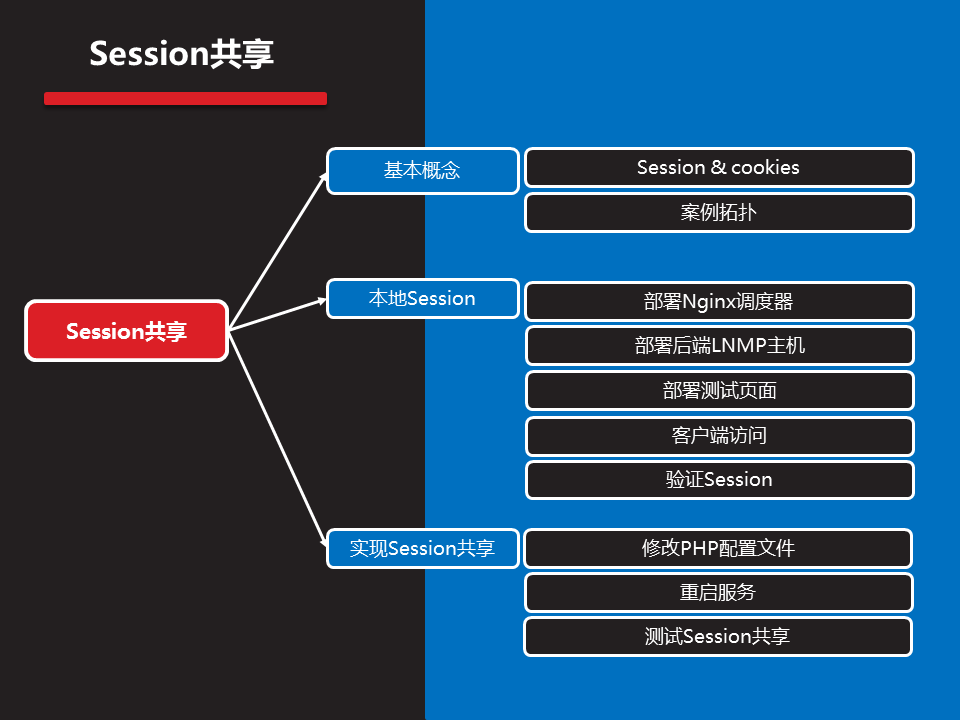 Session共享
Session共享
基本概念
Session & cookies
案例拓扑
本地Session
部署Nginx调度器
部署后端LNMP主机
部署测试页面
客户端访问
验证Session
实现Session共享
修改PHP配置文件
重启服务
测试Session共享